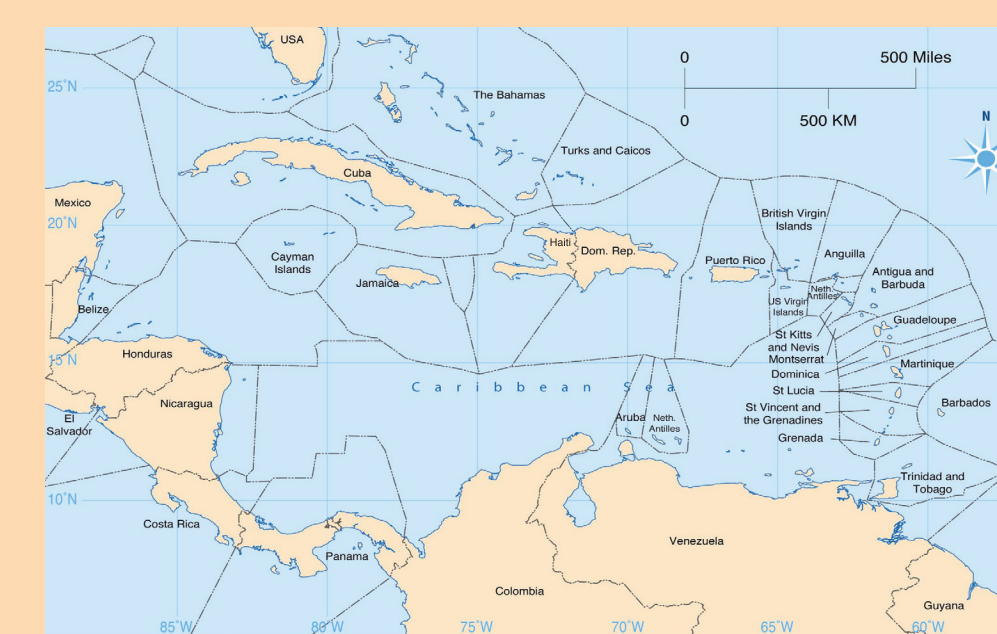 USA
0
500 Miles
25°N
The Bahamas
0
500 KM
N
Turks and Caicos
Cuba
Mexico
20°N
British Virgin
Islands
Haiti
Dom. Rep.
Cayman
Islands
Puerto Rico
Anguilla
Jamaica
Antigua and
Barbuda
Neth.
Antilles
Belize
US Virgin
Islands
Guadeloupe
St Kitts
and Nevis
Montserrat
Honduras
15°N
Martinique
Dominica
Caribbean Sea
St Lucia
Nicaragua
Barbados
El
Salvador
Aruba
Neth.
Antilles
St Vincent and
the Grenadines
Grenada
Trinidad and
Tobago
10°N
Costa Rica
Panama
Venezuela
Colombia
Guyana
85°W
80°W
75°W
70°W
65°W
60°W